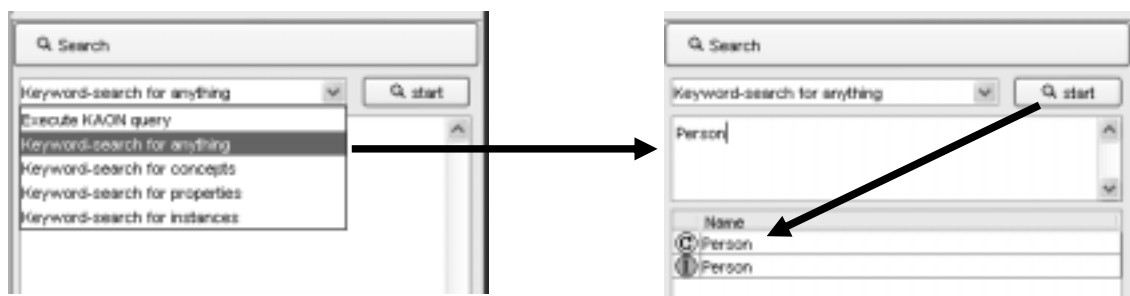 Search
Keyword-search for anything
start
Execute KAON query
Keyword-search for anything
Keyword-search for concepts
Keyword-search for properties
Keyword-search for instances
Search
Keyword-search for anything
start
Person
Name
C Person
I Person